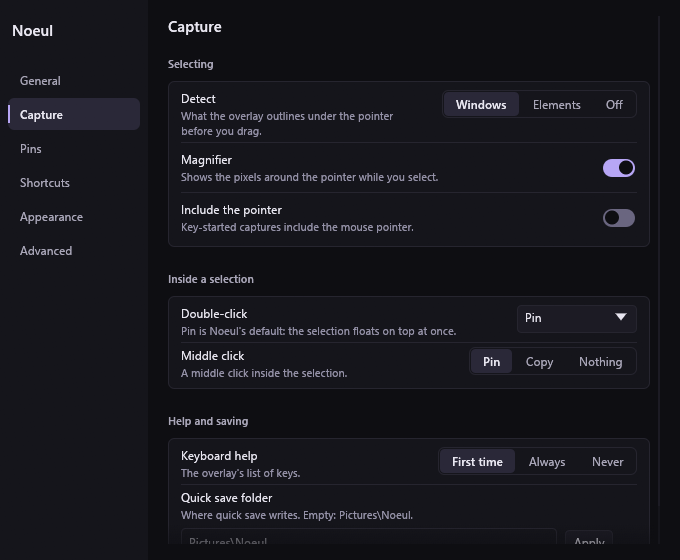 Noeul
General
Capture
Pins
Shortcuts
Appearance
Advanced
Capture
Selecting
Detect
What the overlay outlines under the pointer
before you drag.
Windows
Elements
Off
Magnifier
Shows the pixels around the pointer while you select.
Include the pointer
Key-started captures include the mouse pointer.
Inside a selection
Double-click
Pin is Noeul's default: the selection floats on top at once.
Pin
Middle click
A middle click inside the selection.
Pin
Copy
Nothing
Help and saving
Keyboard help
The overlay's list of keys.
First time
Always
Never
Quick save folder
Where quick save writes. Empty: Pictures\Noeul.
Pictures\Noeul
Apply